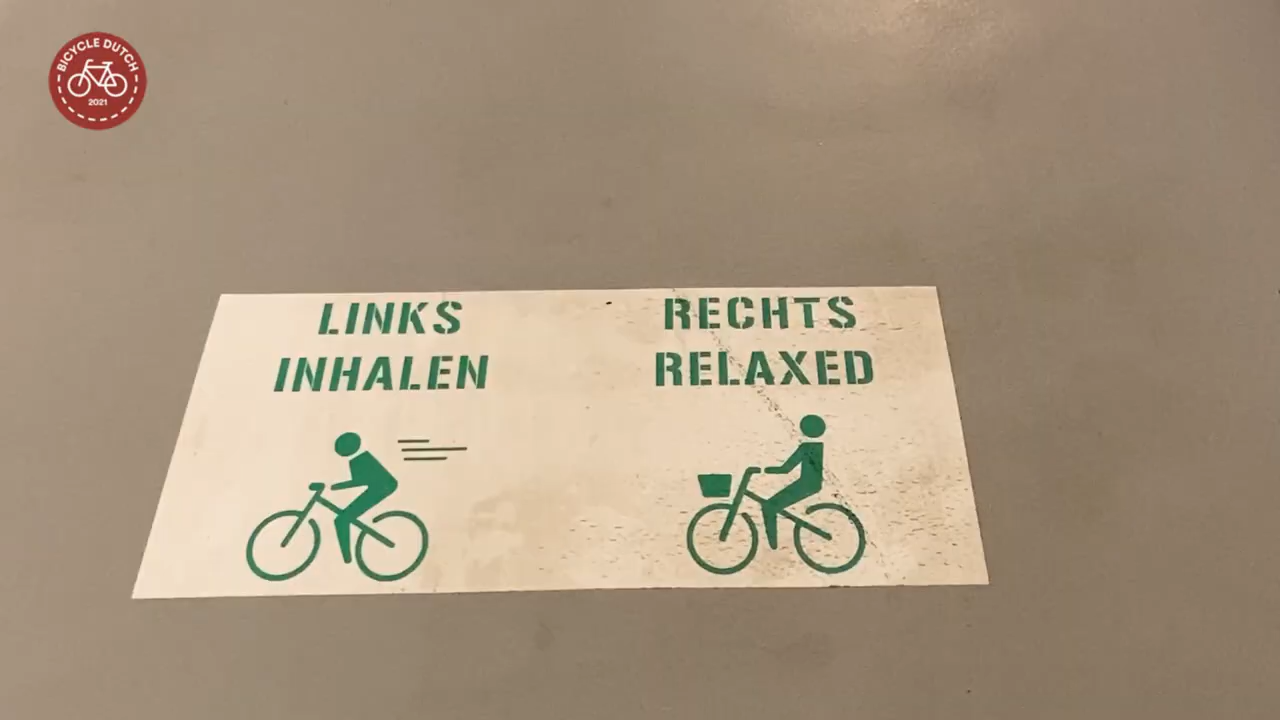 BICYCLE DUTCH
2021
LINKS
INHALEN
RECHTS
RELAXED